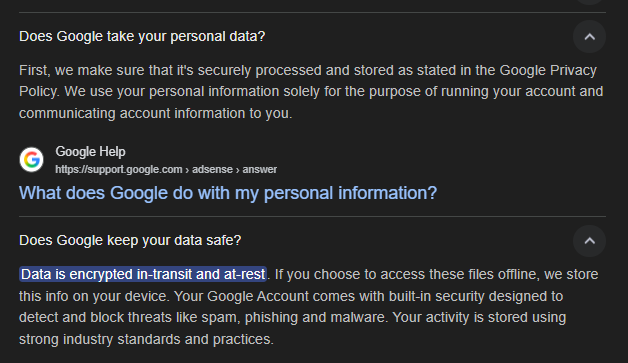 Does Google take your personal data?
First, we make sure that it's securely processed and stored as stated in the Google Privacy
Policy. We use your personal information solely for the purpose of running your account and
communicating account information to you.
Google Help
https://support.google.com › adsense › answer
What does Google do with my personal information?
Does Google keep your data safe?
Data is encrypted in-transit and at-rest. If you choose to access these files offline, we store
this info on your device. Your Google Account comes with built-in security designed to
detect and block threats like spam, phishing and malware. Your activity is stored using
strong industry standards and practices.